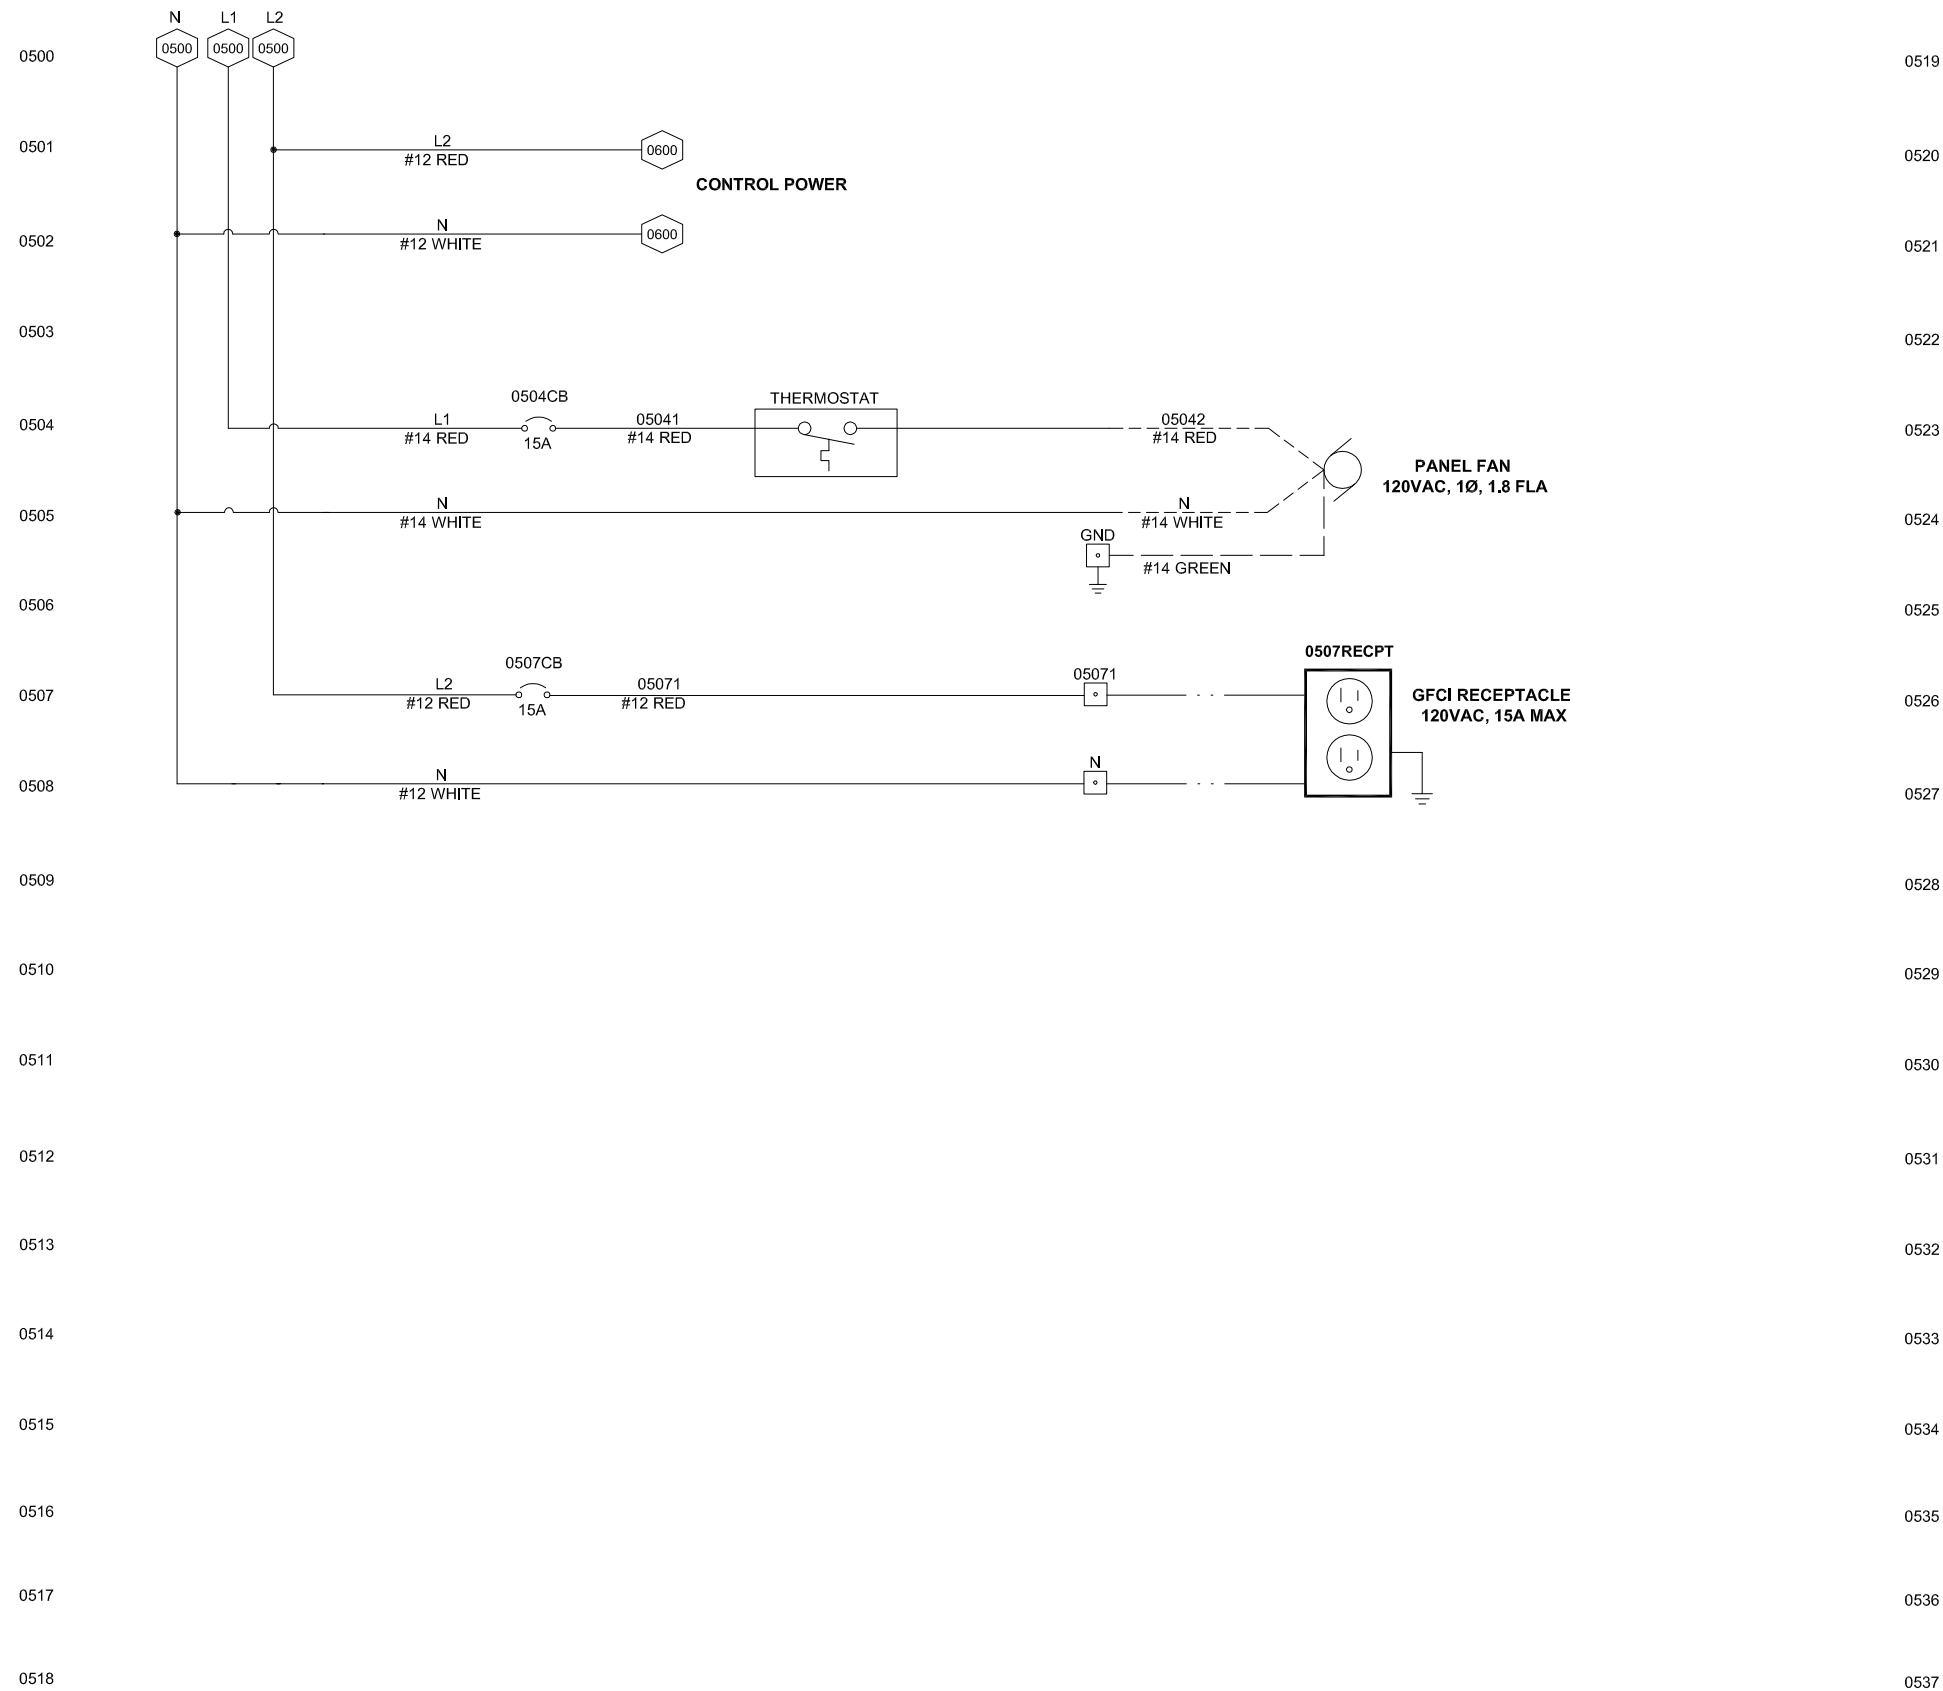 N L1 L2
0500 0500 0500
0500
0519
0501
L2
#12 RED
0600
0520
CONTROL POWER
0502
N
#12 WHITE
0600
0521
0503
0522
0504
L1
#14 RED
0504CB
15A
05041
#14 RED
THERMOSTAT
05042
#14 RED
0523
PANEL FAN
120VAC, 1Ø, 1.8 FLA
0505
N
#14 WHITE
N
#14 WHITE
0524
GND
#14 GREEN
0506
0525
0507RECPT
0507
L2
#12 RED
0507CB
15A
05071
#12 RED
05071
GFCI RECEPTACLE
120VAC, 15A MAX
0526
0508
N
#12 WHITE
N
0527
0509
0528
0510
0529
0511
0530
0512
0531
0513
0532
0514
0533
0515
0534
0516
0535
0517
0536
0518
0537